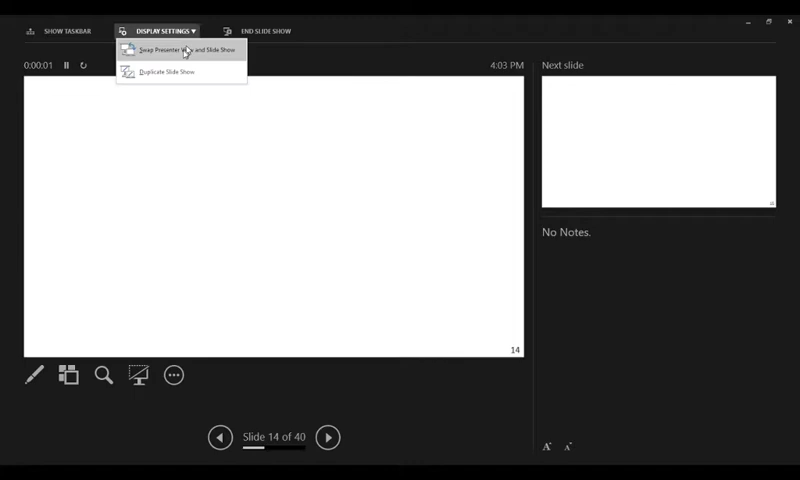 SHOW TASKBAR DISPLAY SETTINGS ▼ END SLIDE SHOW
Swap Presenter View and Slide Show
Duplicate Slide Show
0:00:01 4:03 PM Next slide
No Notes.
14
Slide 14 of 40
A A